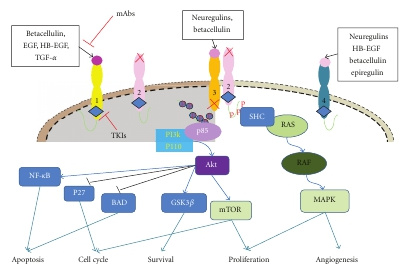 mAbs
Betacellulin,
EGF, HB-EGF,
TGF-α
Neuregulins,
betacellulin
Neuregulins
HB-EGF
betacellulin
epiregulin
1
2
3
2
4
P
P
P
TKIs
PI3k
P110
p85
SHC
RAS
RAF
MAPK
Akt
NF-κB
P27
BAD
GSK3β
mTOR
Apoptosis
Cell cycle
Survival
Proliferation
Angiogenesis